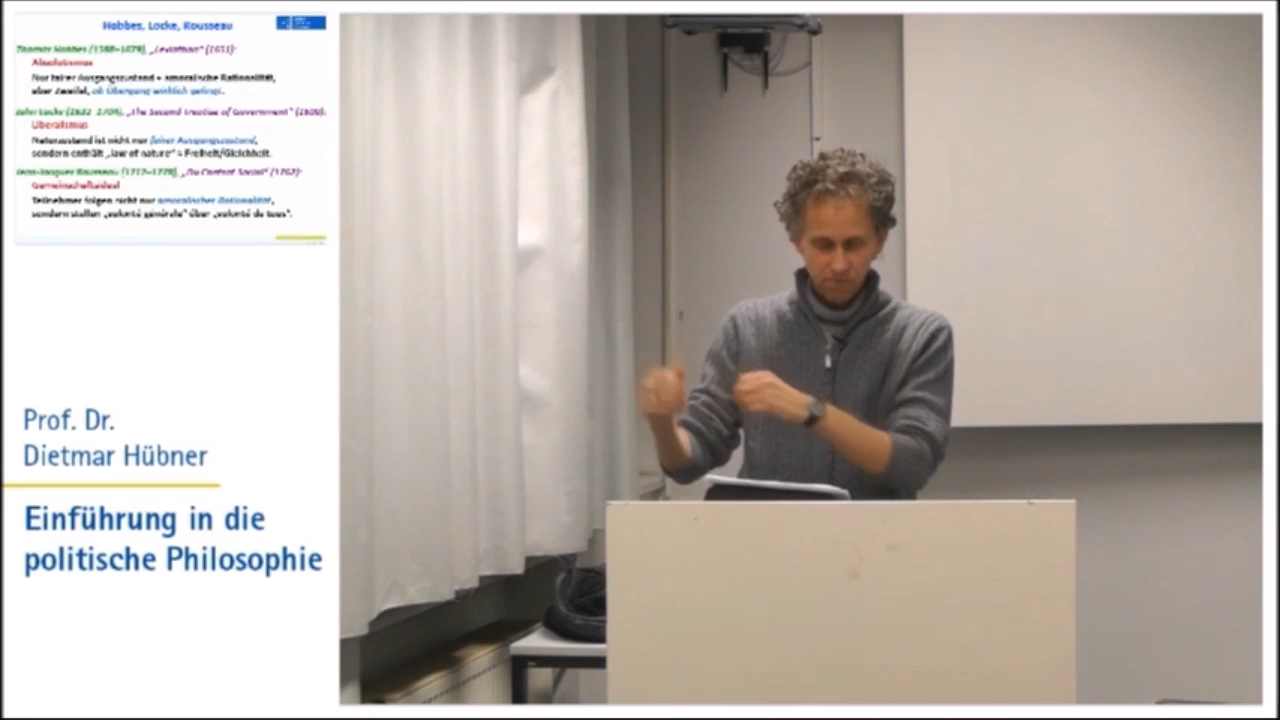 Hobbes, Locke, Rousseau
Thomas Hobbes (1588–1679), „Leviathan“ (1651):
Absolutismus
Nur fairer Ausgangszustand + amoralische Rationalität,
aber Zweifel, ob Übergang wirklich gelingt.
John Locke (1632–1704), „The Second Treatise of Government“ (1689):
Liberalismus
Naturzustand ist nicht nur fairer Ausgangszustand,
sondern enthält „law of nature“ = Freiheit/Gleichheit.
Jean-Jacques Rousseau (1712–1778), „Du Contrat Social“ (1762):
Gemeinschaftsideal
Teilnehmer folgen nicht nur amoralischer Rationalität,
sondern stellen „volonté générale“ über „volonté de tous“.
Prof. Dr.
Dietmar Hübner
Einführung in die
politische Philosophie